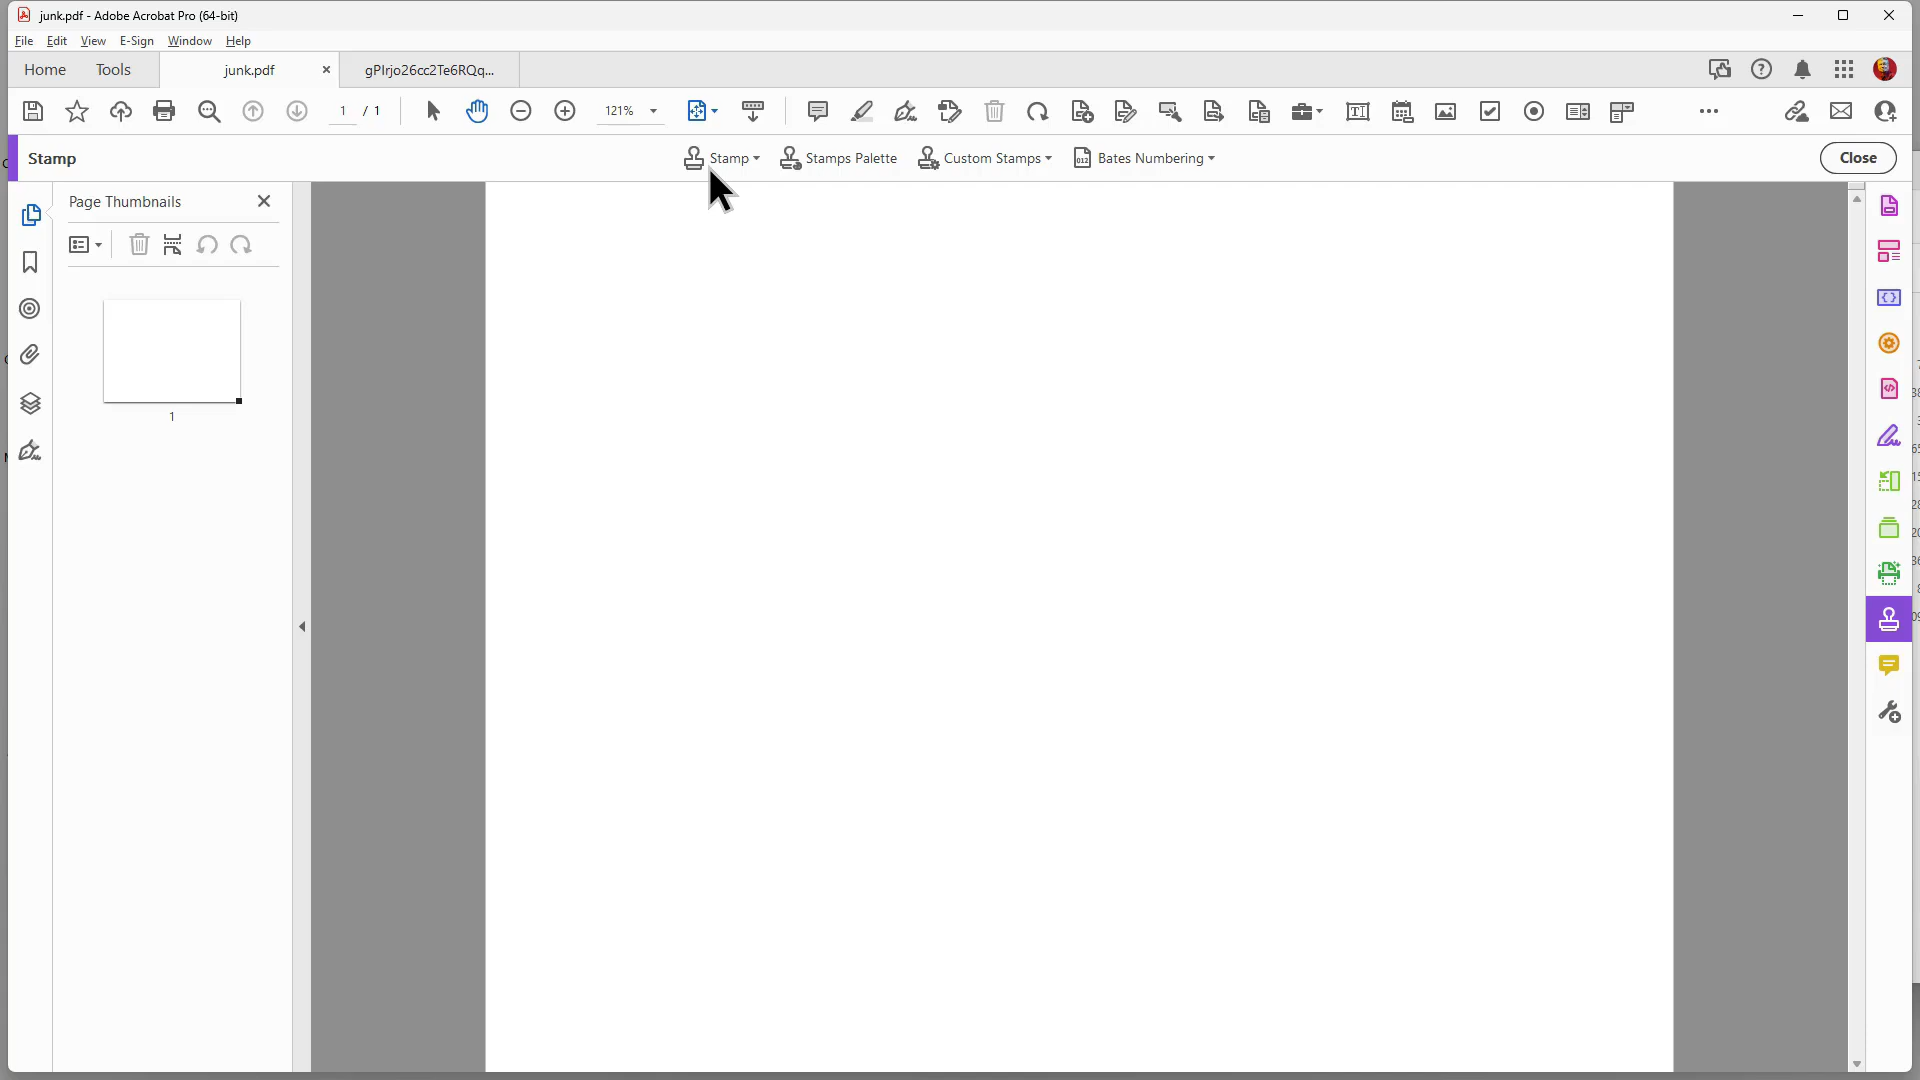 junk.pdf - Adobe Acrobat Pro (64-bit)
File Edit View E-Sign Window Help
Home Tools junk.pdf
1 / 1 121%
Stamp Stamp Stamps Palette Custom Stamps Bates Numbering Close
Page Thumbnails
1